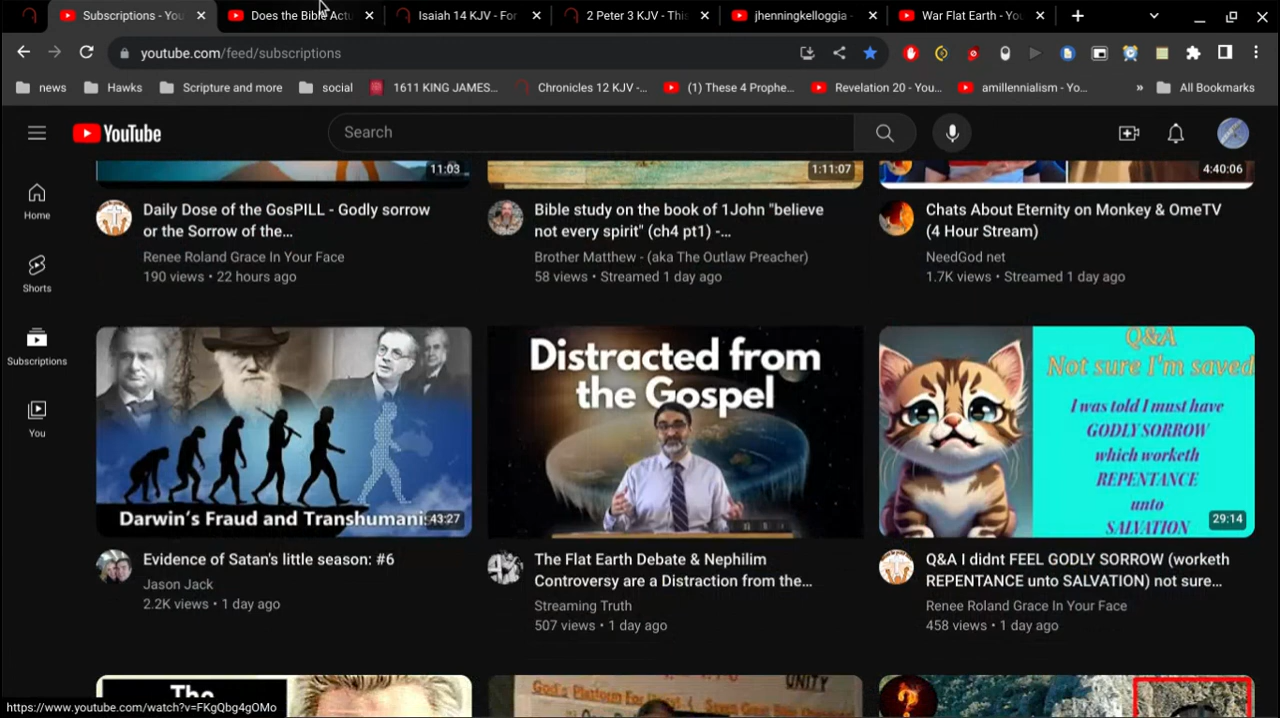 Subscriptions - You
Does the Bible Actu
Isaiah 14 KJV - For
2 Peter 3 KJV - This
jhenningkelloggia -
War Flat Earth - You
youtube.com/feed/subscriptions
news
Hawks
Scripture and more
social
1611 KING JAMES...
Chronicles 12 KJV -...
(1) These 4 Prophe...
Revelation 20 - You...
amillennialism - Yo...
»
All Bookmarks
YouTube
Search
Home
Shorts
Subscriptions
You
11:03
1:11:07
4:40:06
Daily Dose of the GosPILL - Godly sorrow
or the Sorrow of the...
Renee Roland Grace In Your Face
190 views • 22 hours ago
Bible study on the book of 1John "believe
not every spirit" (ch4 pt1) -...
Brother Matthew - (aka The Outlaw Preacher)
58 views • Streamed 1 day ago
Chats About Eternity on Monkey & OmeTV
(4 Hour Stream)
NeedGod net
1.7K views • Streamed 1 day ago
Darwin's Fraud and Transhumanis
43:27
Evidence of Satan's little season: #6
Jason Jack
2.2K views • 1 day ago
Distracted from
the Gospel
The Flat Earth Debate & Nephilim
Controversy are a Distraction from the...
Streaming Truth
507 views • 1 day ago
Q&A
Not sure I'm saved
I was told I must have
GODLY SORROW
which worketh
REPENTANCE
unto
SALVATION
29:14
Q&A I didnt FEEL GODLY SORROW (worketh
REPENTANCE unto SALVATION) not sure...
Renee Roland Grace In Your Face
458 views • 1 day ago
The
UNITY
https://www.youtube.com/watch?v=FKgQbg4gOMo